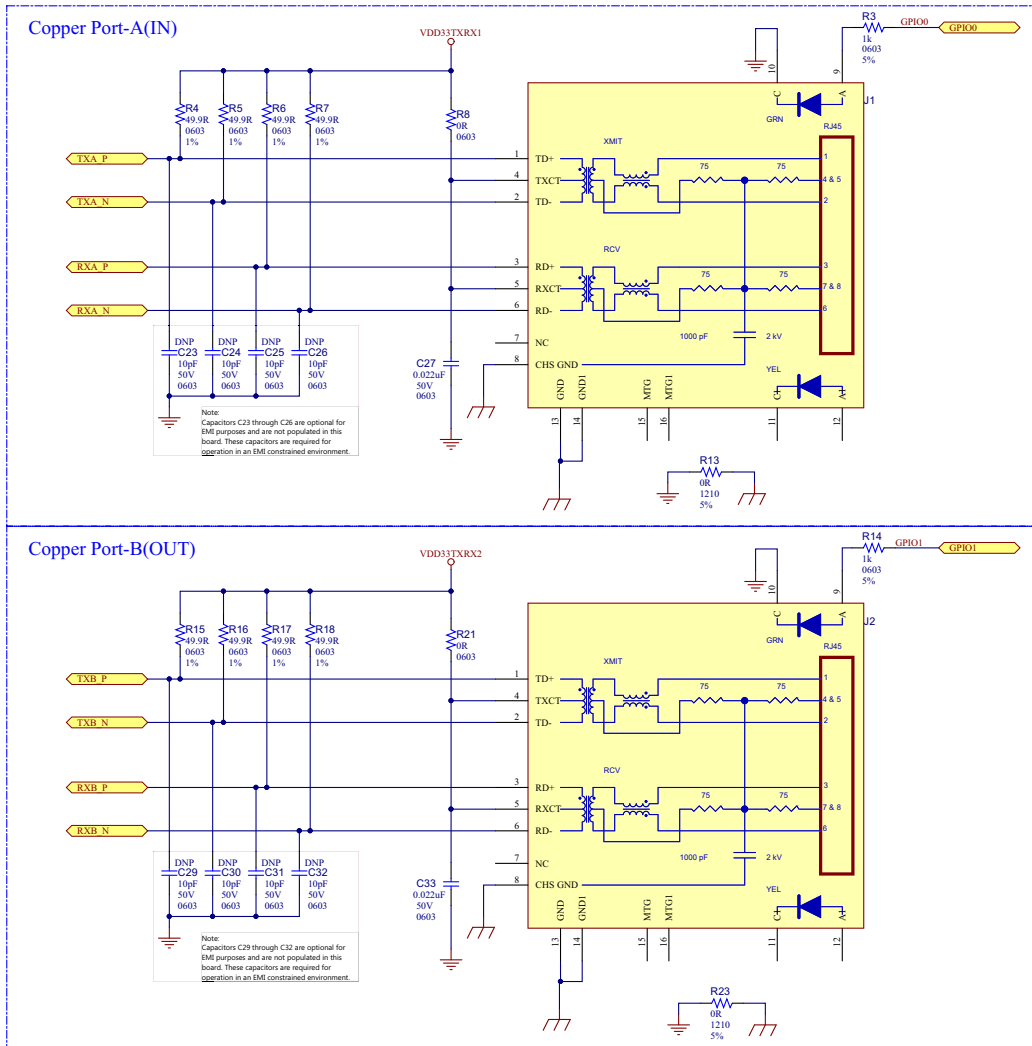 Copper Port-A(IN)
VDD33TXRX1
R3
1k
0603
5%
GPIO0
GPIO0
R4
49.9R
0603
1%
R5
49.9R
0603
1%
R6
49.9R
0603
1%
R7
49.9R
0603
1%
R8
0R
0603
10
9
C
A
GRN
J1
RJ45
XMIT
TXA_P
1
TD+
75
75
1
4
TXCT
4 & 5
TXA_N
2
TD-
2
RCV
RXA_P
3
RD+
75
75
3
5
RXCT
7 & 8
RXA_N
6
RD-
6
7
NC
1000 pF
2 kV
8
CHS GND
DNP
C23
10pF
50V
0603
DNP
C24
10pF
50V
0603
DNP
C25
10pF
50V
0603
DNP
C26
10pF
50V
0603
C27
0.022uF
50V
0603
YEL
GND
GND1
MTG
MTG1
C1
A1
13
14
15
16
11
12
Note:
Capacitors C23 through C26 are optional for
EMI purposes and are not populated in this
board. These capacitors are required for
operation in an EMI constrained environment.
R13
0R
1210
5%
Copper Port-B(OUT)
VDD33TXRX2
R14
1k
0603
5%
GPIO1
GPIO1
R15
49.9R
0603
1%
R16
49.9R
0603
1%
R17
49.9R
0603
1%
R18
49.9R
0603
1%
R21
0R
0603
10
9
C
A
GRN
J2
RJ45
XMIT
TXB_P
1
TD+
75
75
1
4
TXCT
4 & 5
TXB_N
2
TD-
2
RCV
RXB_P
3
RD+
75
75
3
5
RXCT
7 & 8
RXB_N
6
RD-
6
7
NC
1000 pF
2 kV
8
CHS GND
DNP
C29
10pF
50V
0603
DNP
C30
10pF
50V
0603
DNP
C31
10pF
50V
0603
DNP
C32
10pF
50V
0603
C33
0.022uF
50V
0603
YEL
GND
GND1
MTG
MTG1
C1
A1
13
14
15
16
11
12
Note:
Capacitors C29 through C32 are optional for
EMI purposes and are not populated in this
board. These capacitors are required for
operation in an EMI constrained environment.
R23
0R
1210
5%